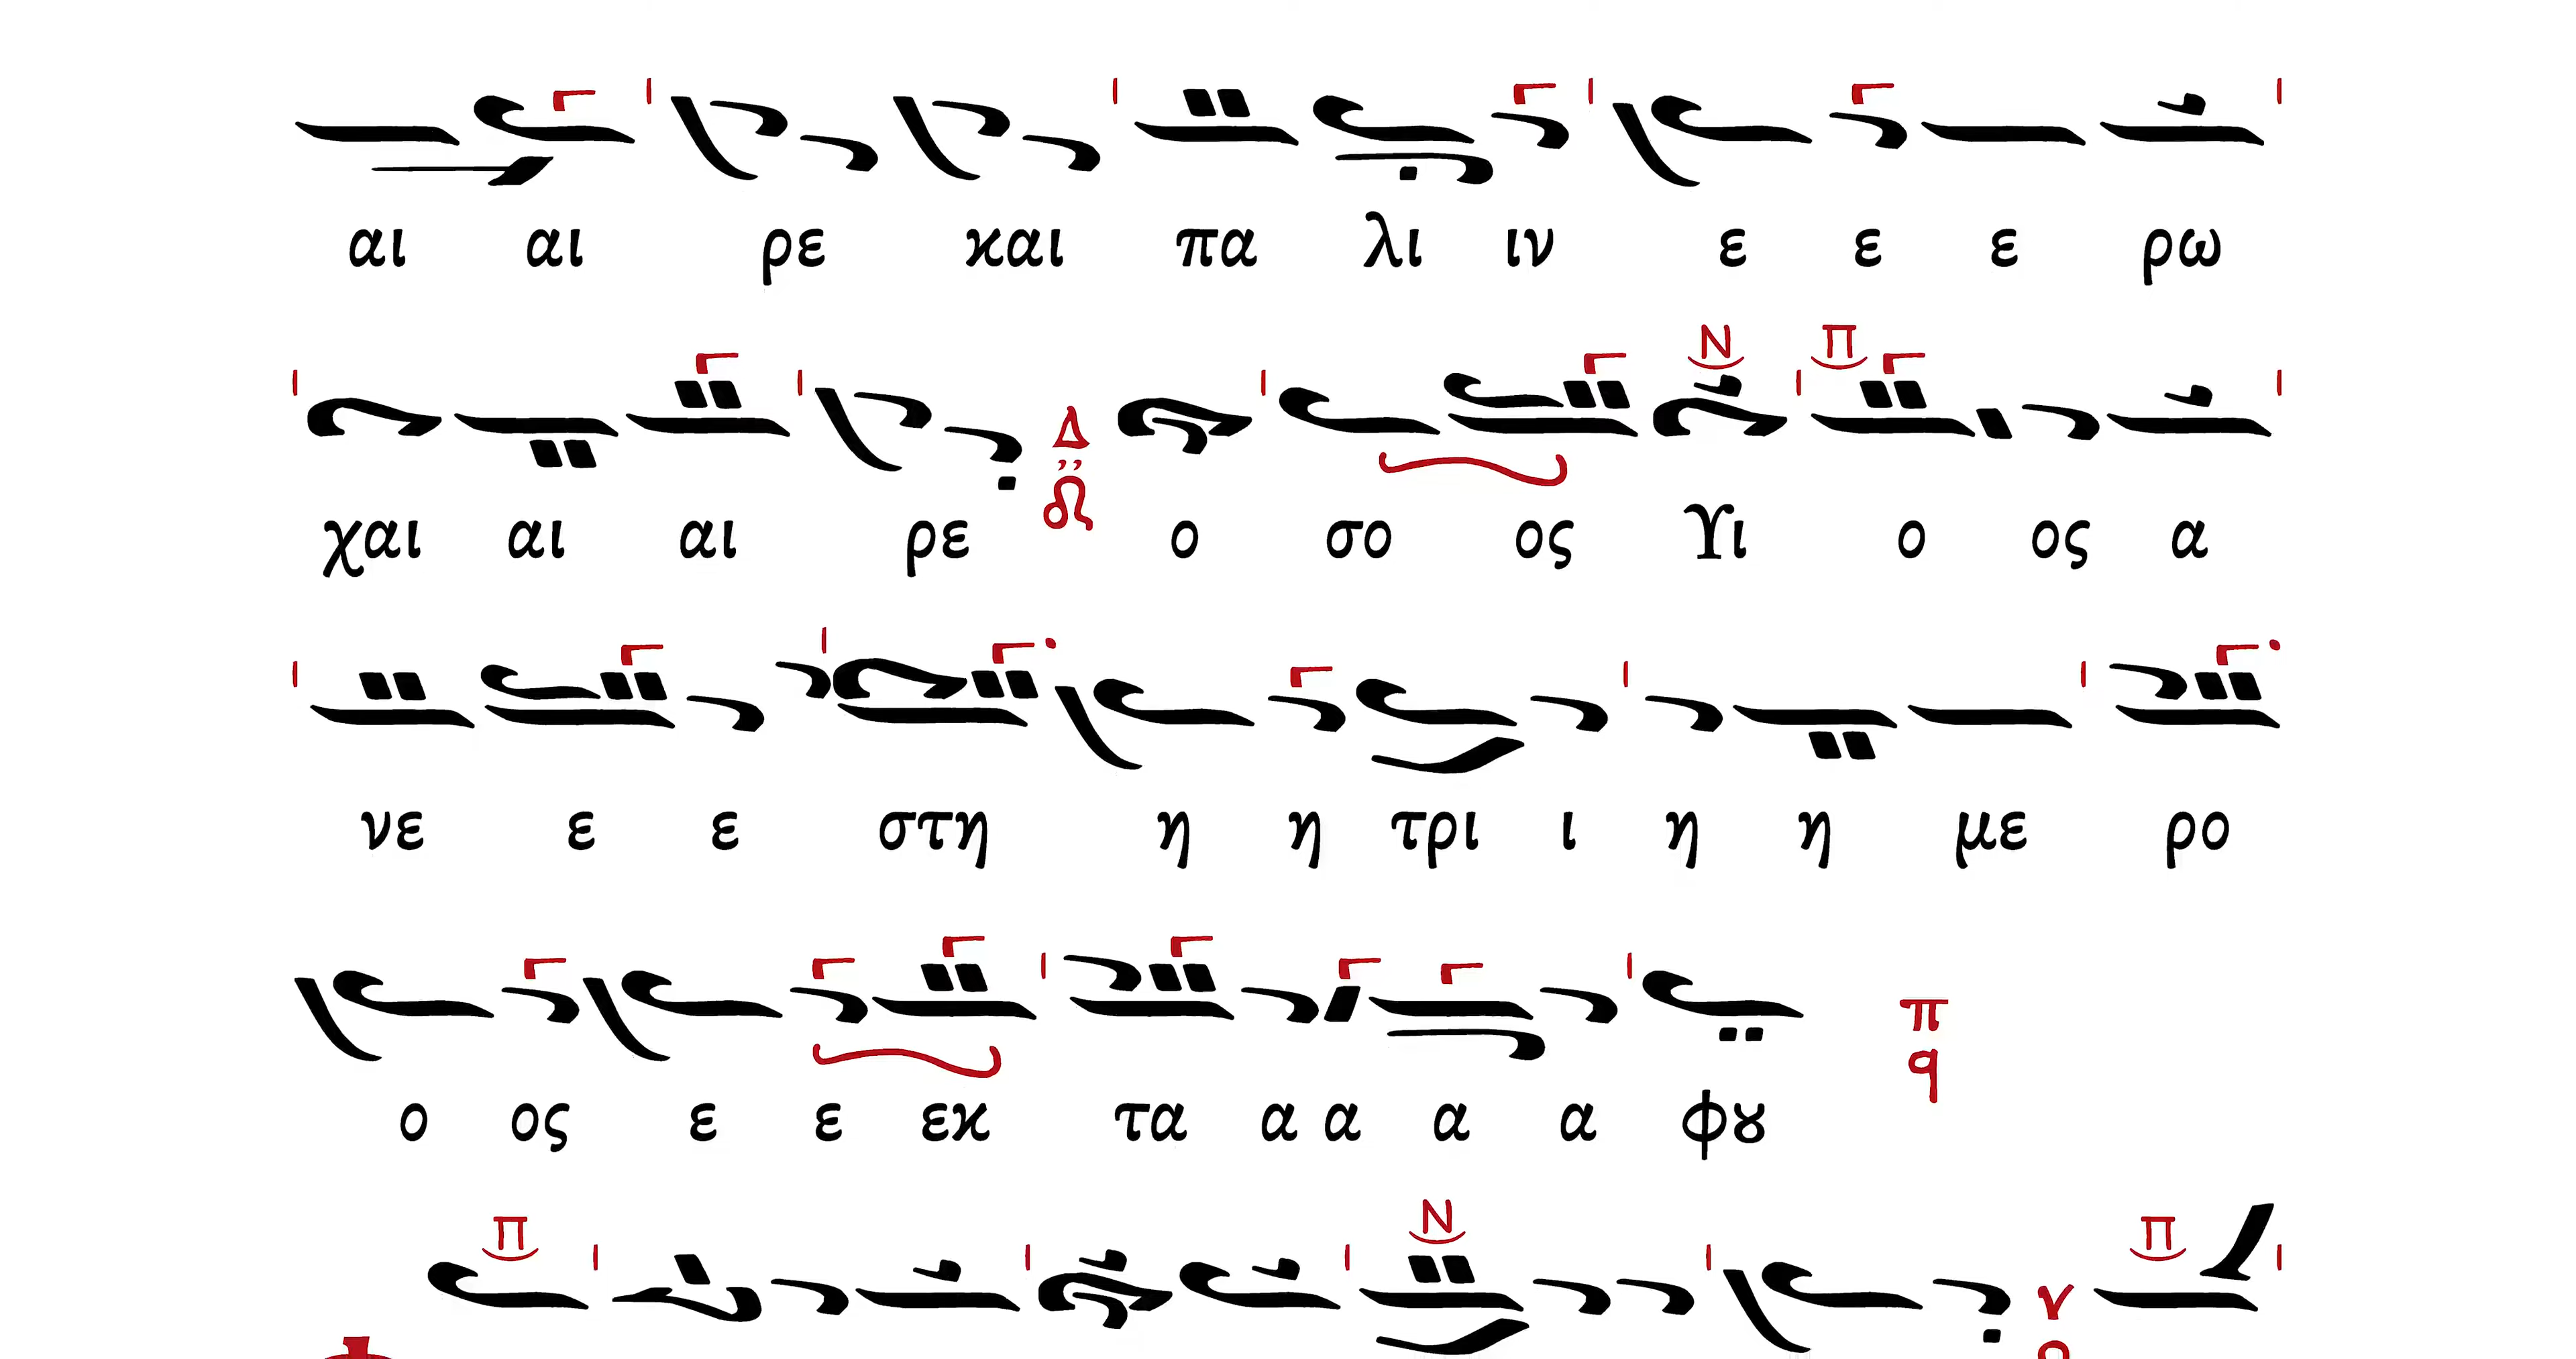 αι αι ρε και πα λι ιν ε ε ε ρω
Ν Π
χαι αι αι ρε Δ ο σο ος Υι ο ος α
νε ε ε στη η η τρι ι η η με ρο
ο ος ε ε εκ τα α α α α φȣ π q
Π Ν Π